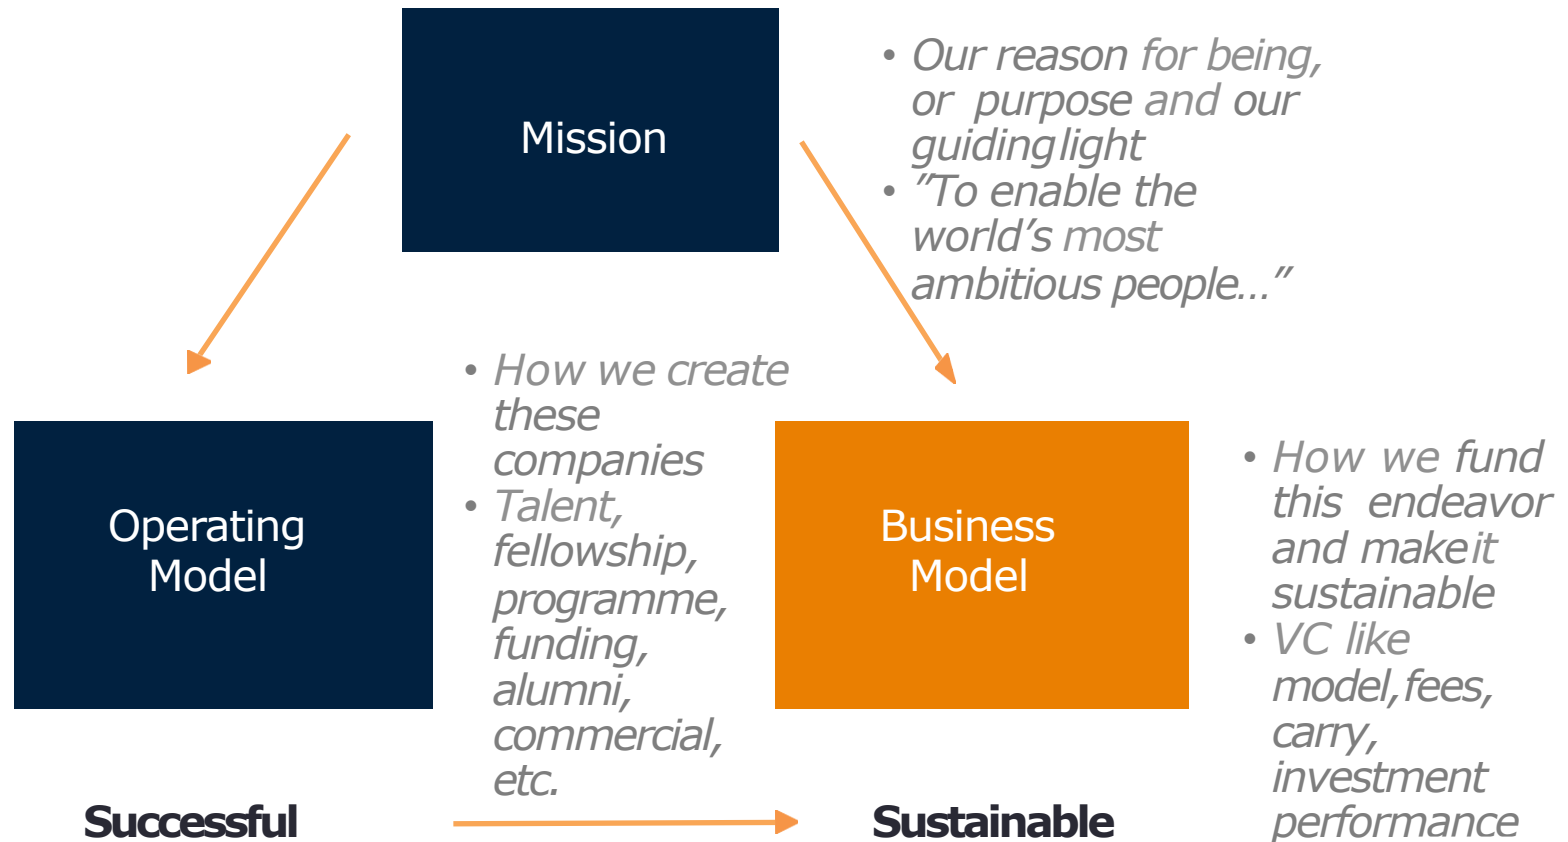 Mission
• Our reason for being,
or purpose and our
guiding light
• ”To enable the
world’s most
ambitious people…”
Operating
Model
• How we create
these
companies
• Talent,
fellowship,
programme,
funding,
alumni,
commercial,
etc.
Business
Model
• How we fund
this endeavor
and make it
sustainable
• VC like
model, fees,
carry,
investment
performance
Successful
Sustainable